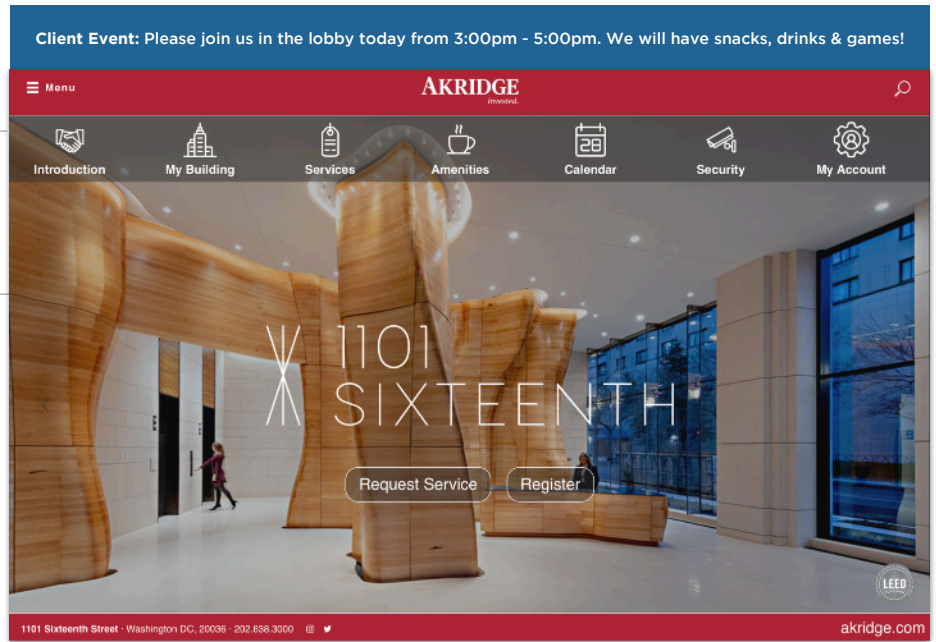 Client Event: Please join us in the lobby today from 3:00pm - 5:00pm. We will have snacks, drinks & games!
Menu
AKRIDGE
invested.
28
Introduction
My Building
Services
Amenities
Calendar
Security
My Account
1101
SIXTEENTH
Request Service
Register
LEED
1101 Sixteenth Street · Washington DC, 20036 · 202.638.3000
akridge.com